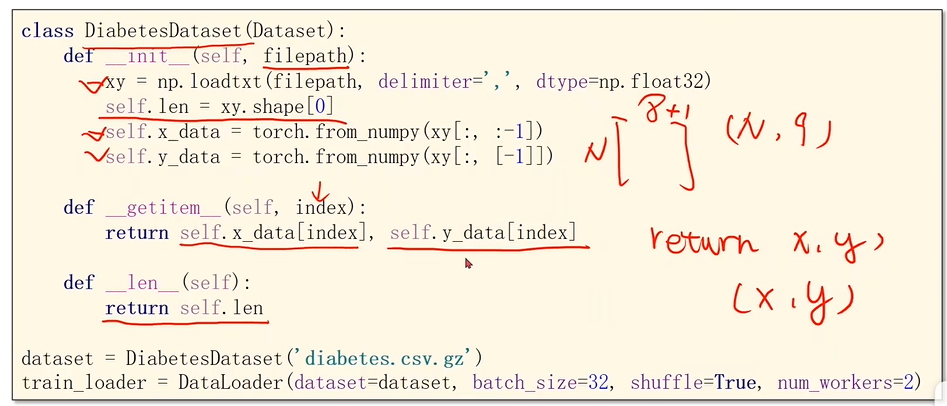 class DiabetesDataset(Dataset):
    def __init__(self, filepath):
        xy = np.loadtxt(filepath, delimiter=',', dtype=np.float32)
        self.len = xy.shape[0]
        self.x_data = torch.from_numpy(xy[:, :-1])
        self.y_data = torch.from_numpy(xy[:, [-1]])
8+1
N [ ] (N, 9)
    def __getitem__(self, index):
        return self.x_data[index], self.y_data[index]
return x, y,
(x, y)
    def __len__(self):
        return self.len
dataset = DiabetesDataset('diabetes.csv.gz')
train_loader = DataLoader(dataset=dataset, batch_size=32, shuffle=True, num_workers=2)